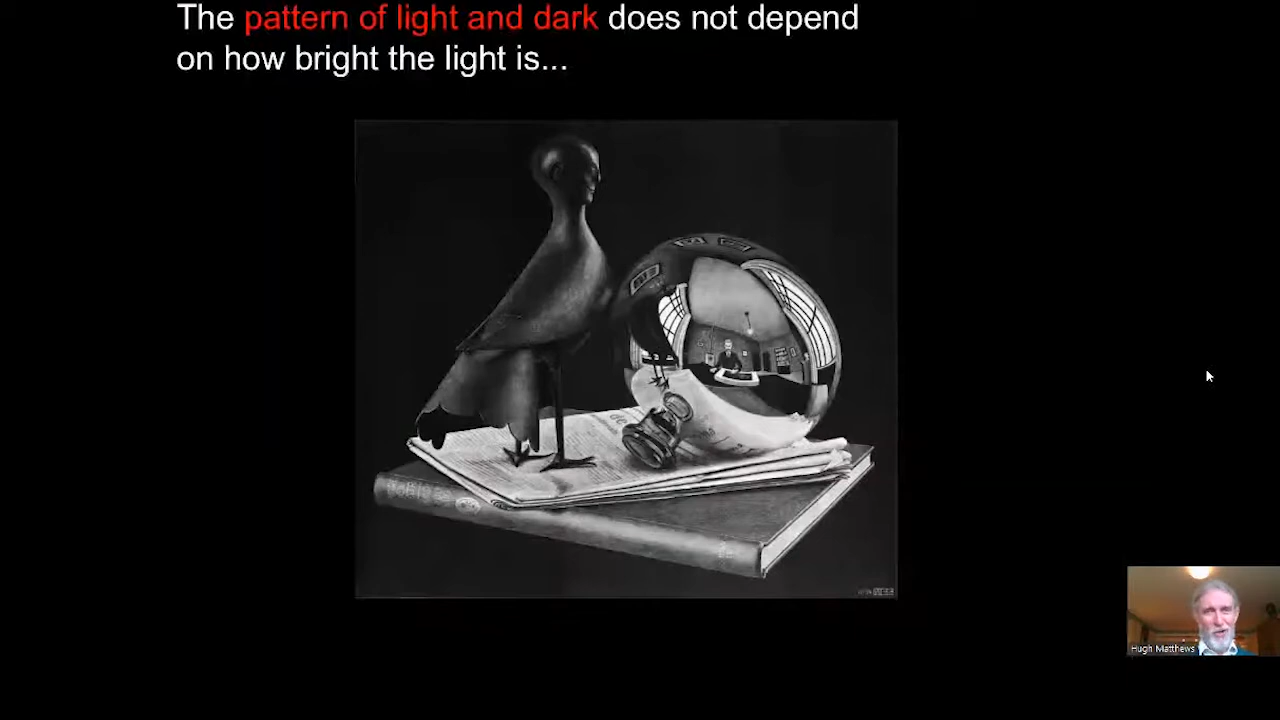 The pattern of light and dark does not depend
on how bright the light is...
Hugh Matthews